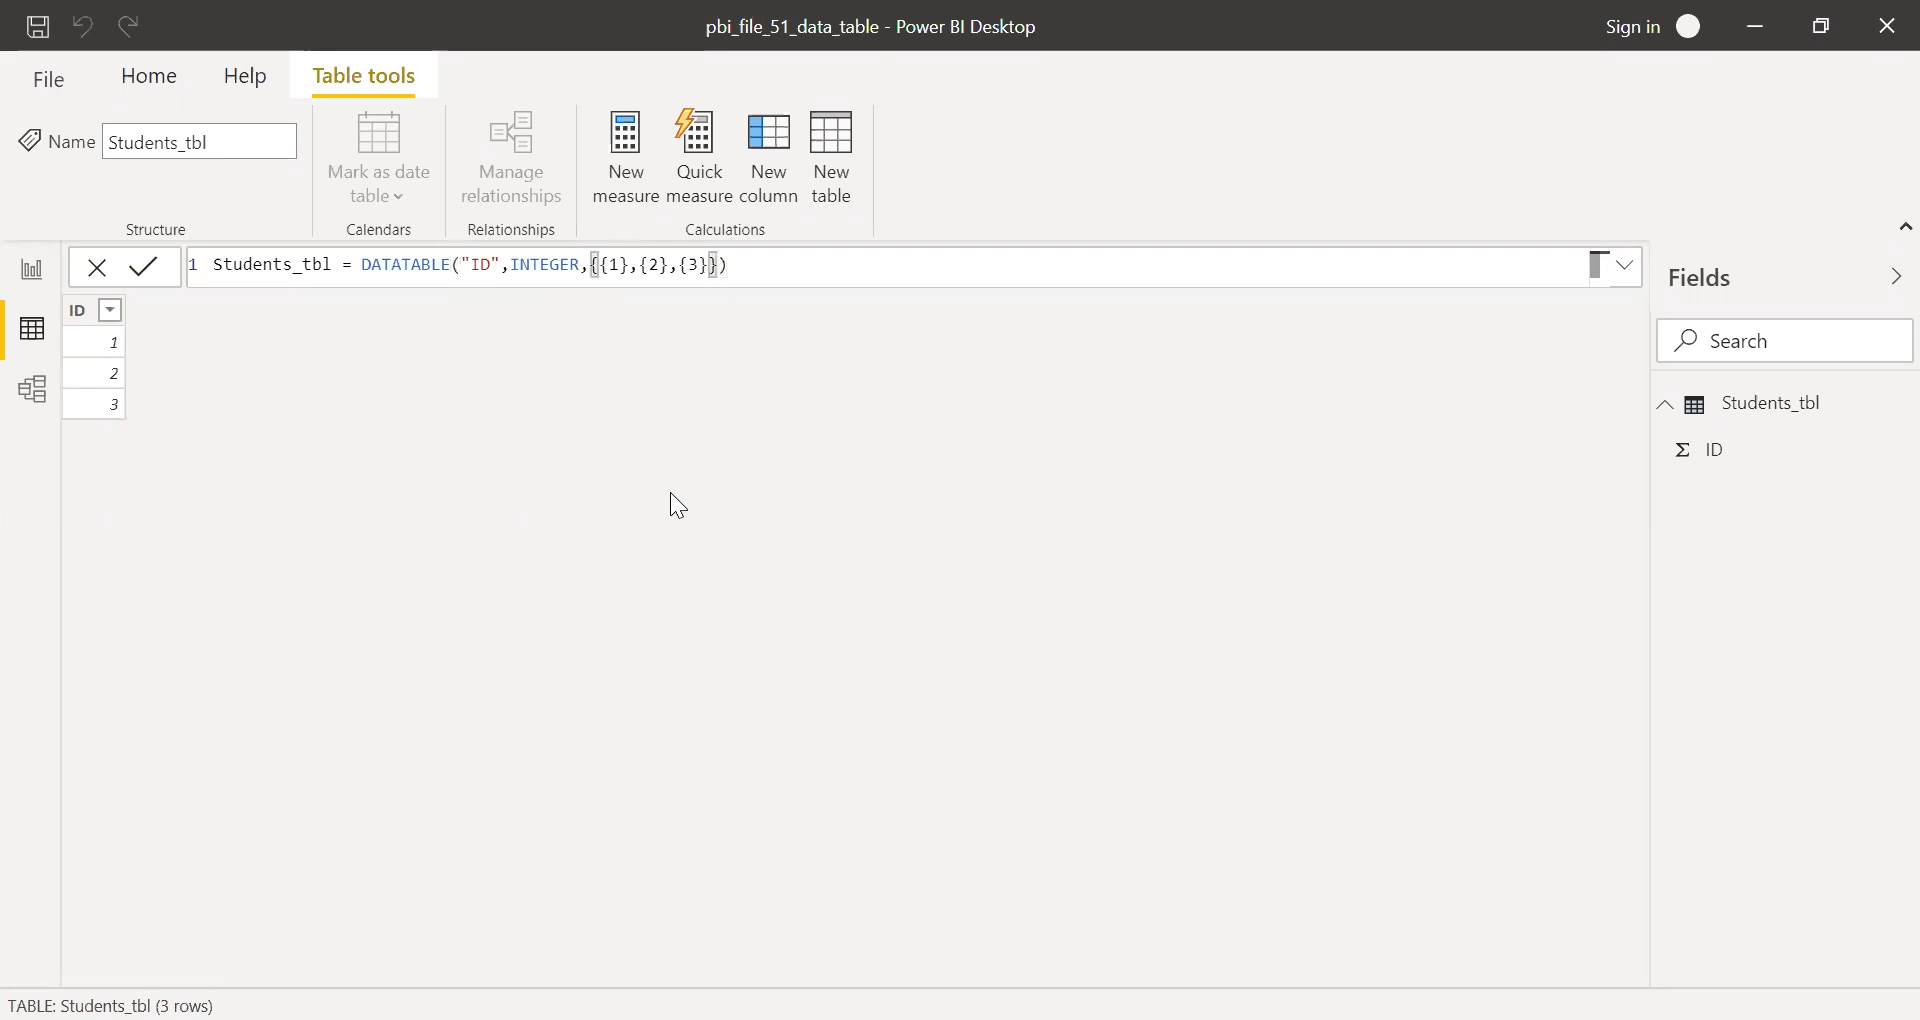 pbi_file_51_data_table - Power BI Desktop
Sign in
File
Home
Help
Table tools
Name
Students_tbl
Structure
Mark as date
table
Calendars
Manage
relationships
Relationships
New
measure
Quick
measure
New
column
New
table
Calculations
1 Students_tbl = DATATABLE("ID",INTEGER,{{1},{2},{3}})
ID
1
2
3
Fields
Search
Students_tbl
Σ ID
TABLE: Students_tbl (3 rows)